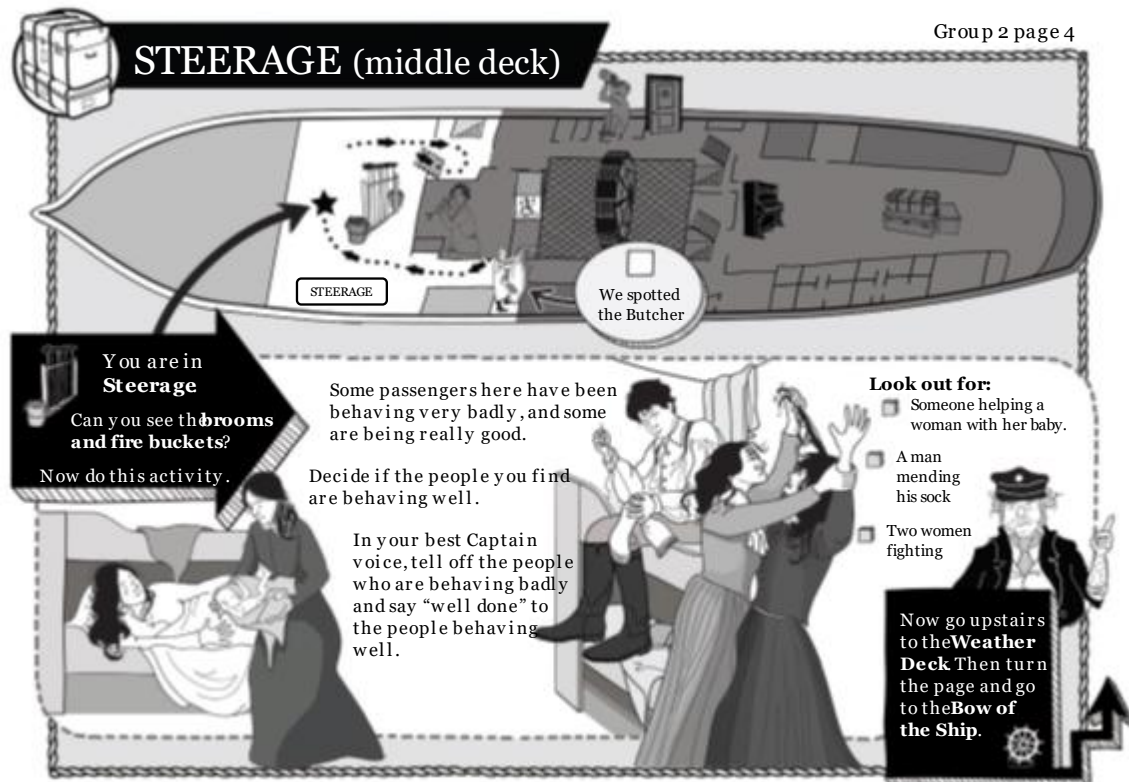 Group 2 page 4
STEERAGE (middle deck)
STEERAGE
We spotted
the Butcher
You are in
Steerage
Can you see the brooms
and fire buckets?
Now do this activity.
Some passengers here have been
behaving very badly, and some
are being really good.
Decide if the people you find
are behaving well.
In your best Captain
voice, tell off the people
who are behaving badly
and say “well done” to
the people behaving
well.
Look out for:
Someone helping a
woman with her baby.
A man
mending
his sock
Two women
fighting
Now go upstairs
to the Weather
Deck. Then turn
the page and go
to the Bow of
the Ship.